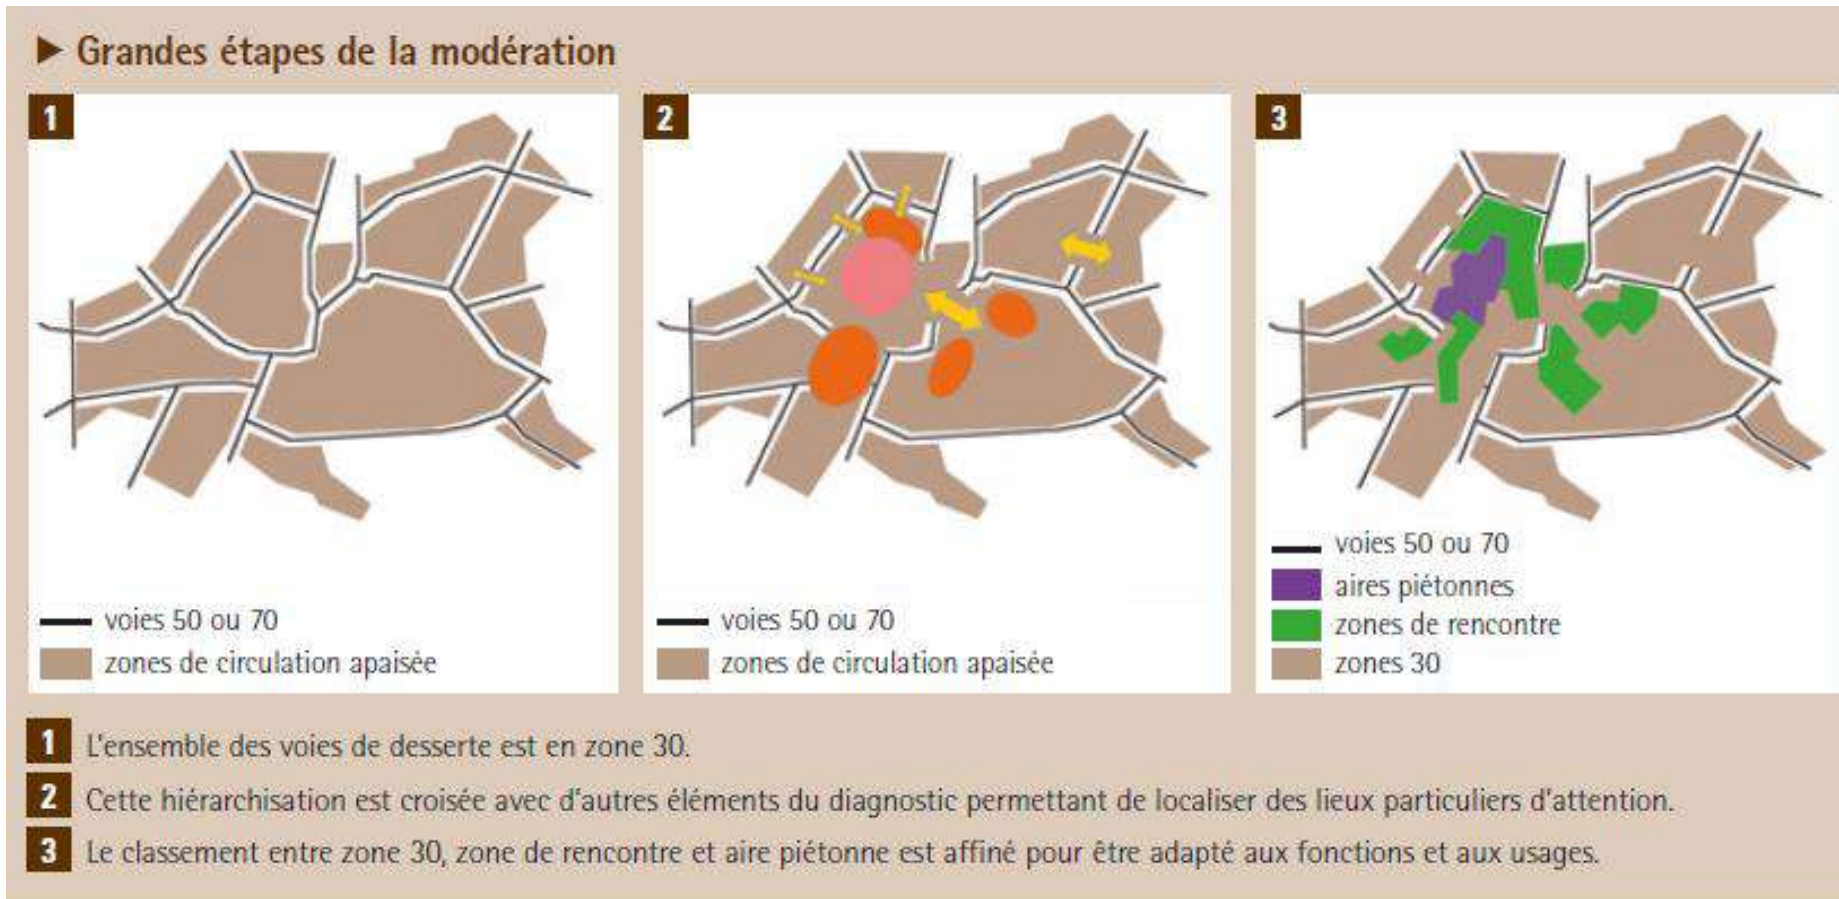 ► Grandes étapes de la modération
1
2
3
voies 50 ou 70
zones de circulation apaisée
voies 50 ou 70
zones de circulation apaisée
voies 50 ou 70
aires piétonnes
zones de rencontre
zones 30
1 L'ensemble des voies de desserte est en zone 30.
2 Cette hiérarchisation est croisée avec d'autres éléments du diagnostic permettant de localiser des lieux particuliers d'attention.
3 Le classement entre zone 30, zone de rencontre et aire piétonne est affiné pour être adapté aux fonctions et aux usages.